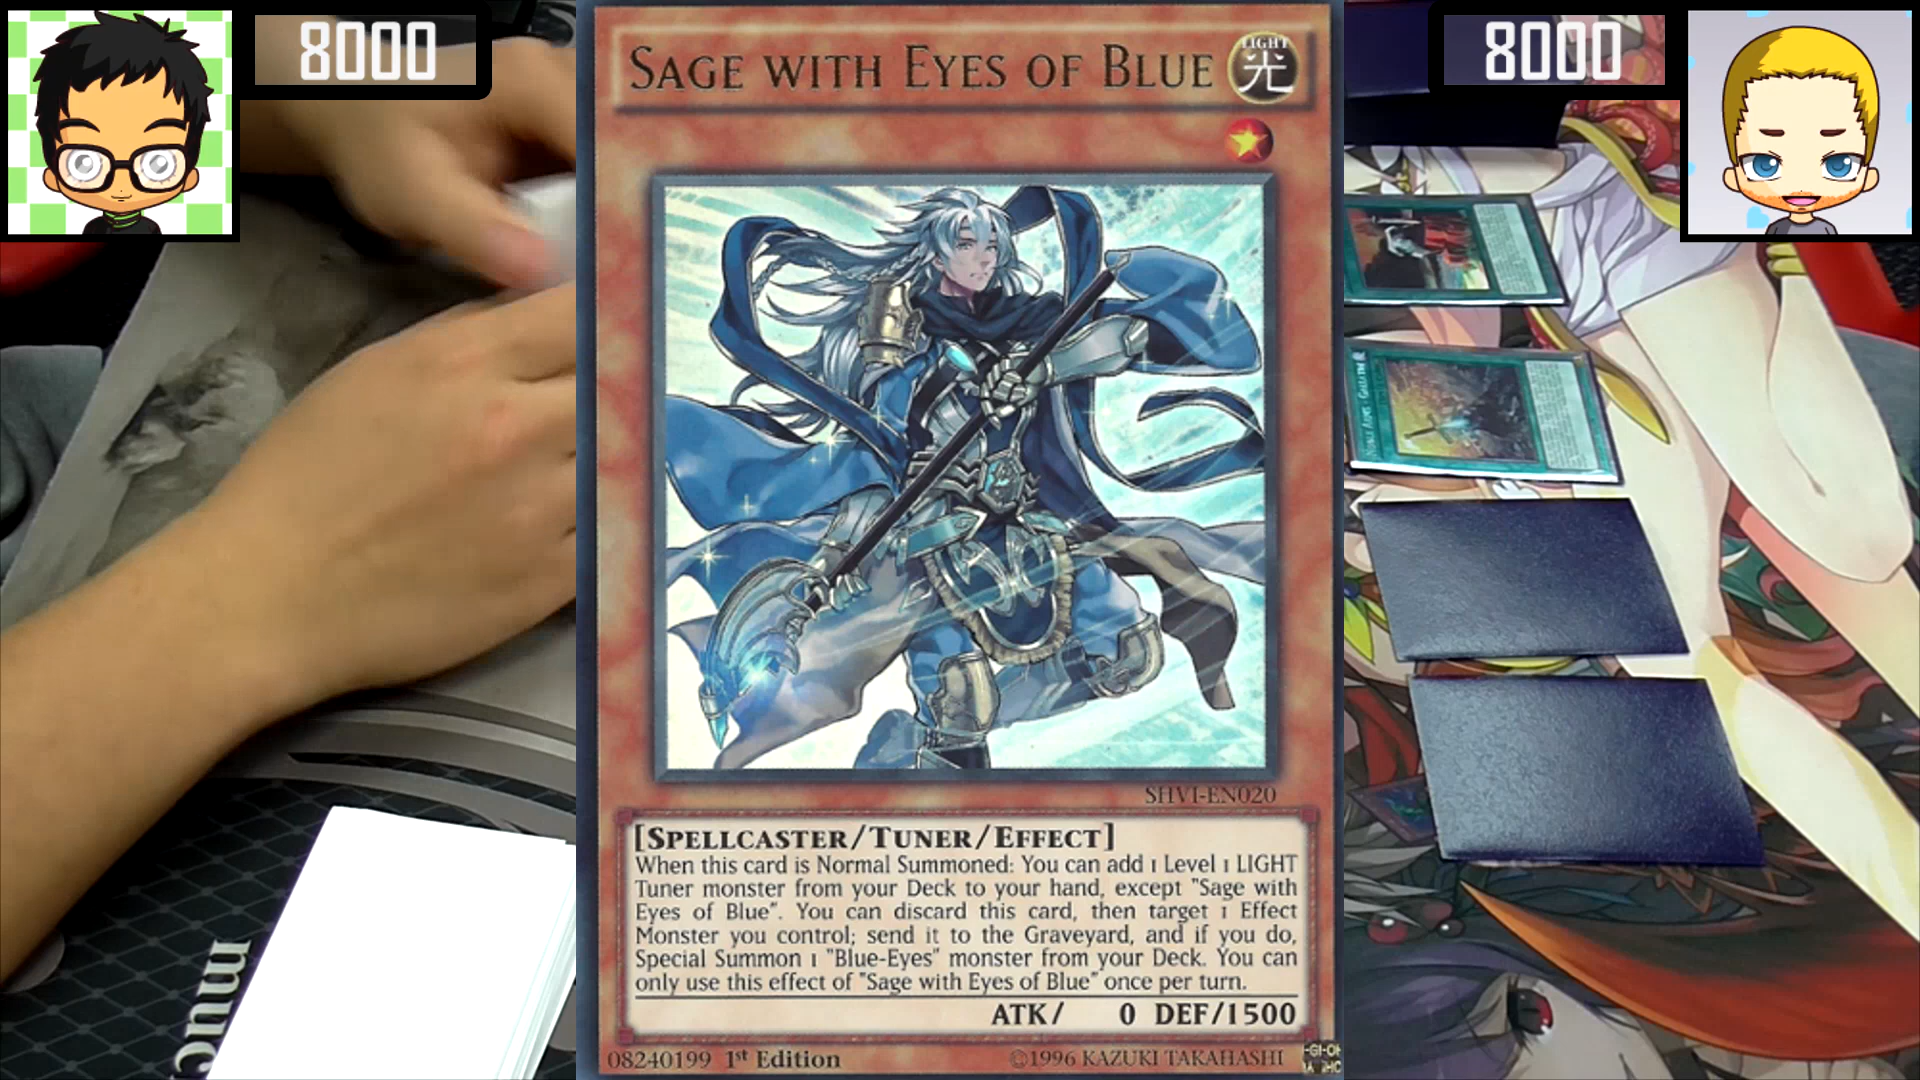 8000
8000
SAGE WITH EYES OF BLUE
LIGHT
光
SHVI-EN020
[SPELLCASTER/TUNER/EFFECT]
When this card is Normal Summoned: You can add 1 Level 1 LIGHT
Tuner monster from your Deck to your hand, except "Sage with
Eyes of Blue". You can discard this card, then target 1 Effect
Monster you control; send it to the Graveyard, and if you do,
Special Summon 1 "Blue-Eyes" monster from your Deck. You can
only use this effect of "Sage with Eyes of Blue" once per turn.
ATK/ 0 DEF/1500
08240199 1st Edition ©1996 KAZUKI TAKAHASHI